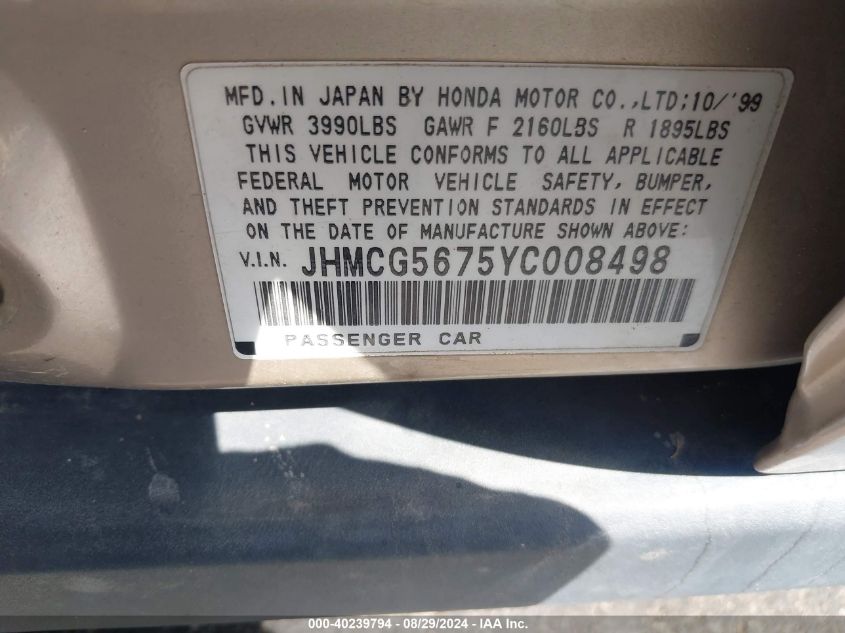 MFD.IN JAPAN BY HONDA MOTOR CO.,LTD;10/'99
GVWR 3990LBS GAWR F 2160LBS R 1895LBS
THIS VEHICLE CONFORMS TO ALL APPLICABLE
FEDERAL MOTOR VEHICLE SAFETY, BUMPER,
AND THEFT PREVENTION STANDARDS IN EFFECT
ON THE DATE OF MANUFACTURE SHOWN ABOVE:
V.I.N. JHMCG5675YC008498
PASSENGER CAR
000-40239794 - 08/29/2024 - IAAI.com